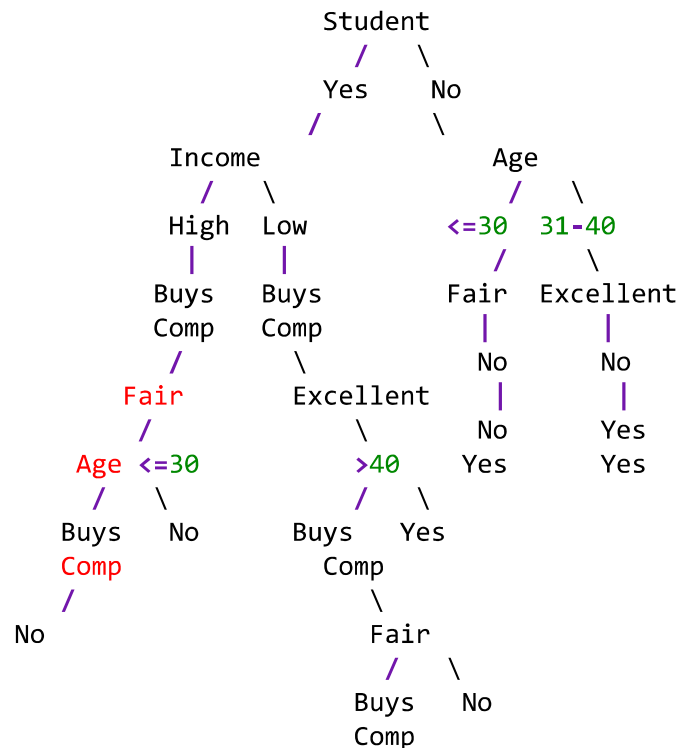 Student
/ \
Yes No
/ \
Income Age
/ \ / \
High Low <=30 31-40
| | / \
Buys Buys Fair Excellent
Comp Comp | |
/ \ No No
Fair Excellent | |
/ \ No Yes
Age <=30 >40 Yes Yes
/ \ / \
Buys No Buys Yes
Comp Comp
/ \
No Fair
/ \
Buys No
Comp